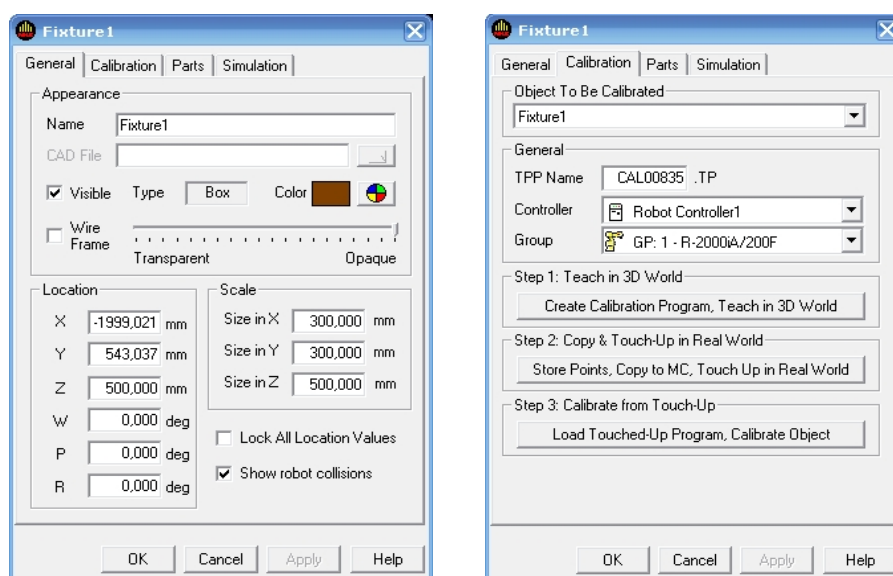 Fixture1
General Calibration Parts Simulation
Appearance
Name Fixture1
CAD File
Visible Type Box Color
Wire Frame
Transparent Opaque
Location
X -1999,021 mm
Y 543,037 mm
Z 500,000 mm
W 0,000 deg
P 0,000 deg
R 0,000 deg
Scale
Size in X 300,000 mm
Size in Y 300,000 mm
Size in Z 500,000 mm
Lock All Location Values
Show robot collisions
OK Cancel Apply Help
Fixture1
General Calibration Parts Simulation
Object To Be Calibrated
Fixture1
General
TPP Name CAL00835 .TP
Controller Robot Controller1
Group GP: 1 - R-2000iA/200F
Step 1: Teach in 3D World
Create Calibration Program, Teach in 3D World
Step 2: Copy & Touch-Up in Real World
Store Points, Copy to MC, Touch Up in Real World
Step 3: Calibrate from Touch-Up
Load Touched-Up Program, Calibrate Object
OK Cancel Apply Help